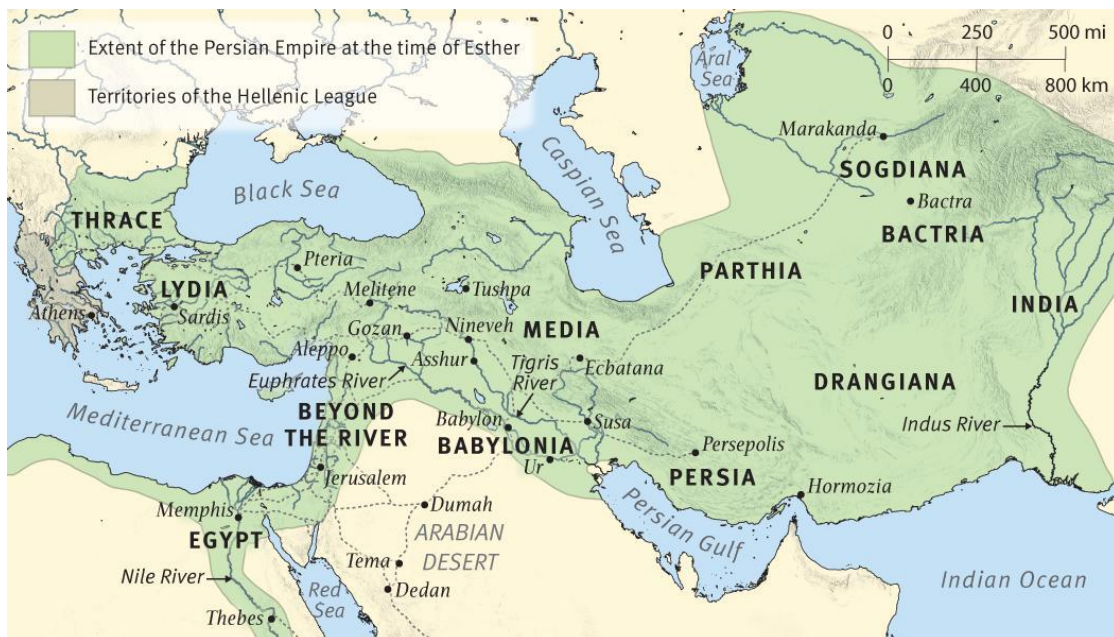 Extent of the Persian Empire at the time of Esther
Territories of the Hellenic League
0 250 500 mi
0 400 800 km
Aral
Sea
Caspian Sea
Black Sea
Marakanda
SOGDIANA
Bactra
BACTRIA
THRACE
Pteria
PARTHIA
LYDIA
Sardis
Athens
Melitene
Tushpa
INDIA
Gozan
Nineveh
MEDIA
Aleppo
Asshur
Tigris
River
Ecbatana
Euphrates River
DRANGIANA
Mediterranean Sea
BEYOND
THE RIVER
Babylon
BABYLONIA
Susa
Indus River
Persepolis
Ur
PERSIA
Jerusalem
Hormozia
Memphis
Dumah
Persian Gulf
EGYPT
ARABIAN
DESERT
Tema
Nile River
Dedan
Red
Sea
Indian Ocean
Thebes